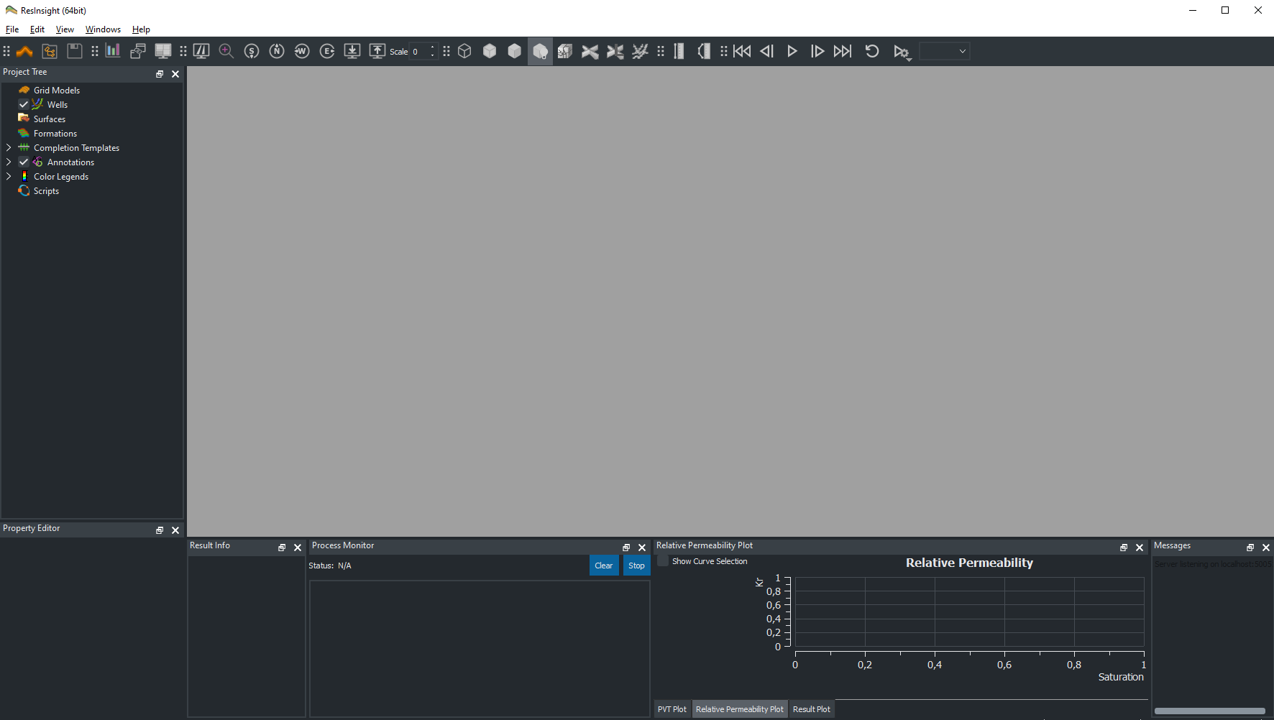 ResInsight (64bit)
File Edit View Windows Help
Scale 0
Project Tree
Grid Models
Wells
Surfaces
Formations
Completion Templates
Annotations
Color Legends
Scripts
Property Editor
Result Info
Process Monitor
Status: N/A
Clear
Stop
Relative Permeability Plot
Show Curve Selection
Relative Permeability
Kr
1
0,8
0,6
0,4
0,2
0
0 0,2 0,4 0,6 0,8 1
Saturation
PVT Plot Relative Permeability Plot Result Plot
Messages
Server listening on localhost: